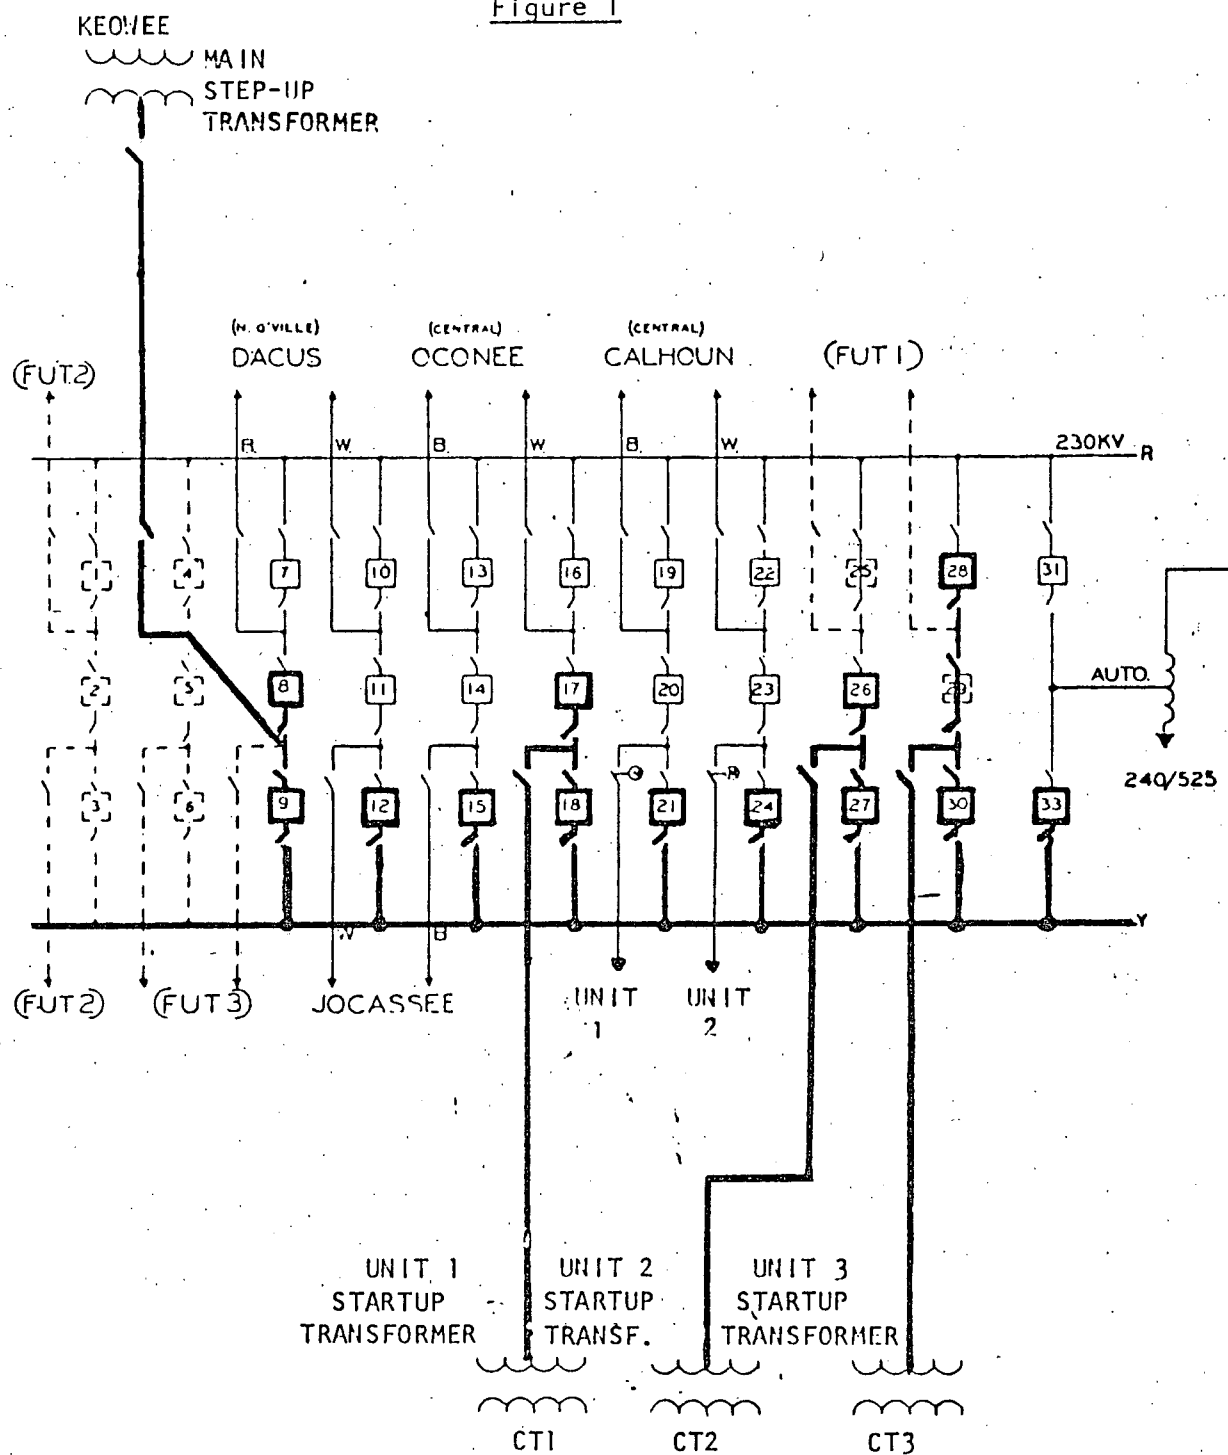 Figure 1
KEOWEE
MAIN
STEP-UP
TRANSFORMER
(N. G'VILLE) (CENTRAL) (CENTRAL)
(FUT.2) DACUS OCONEE CALHOUN (FUT 1)
B. W. B. W. B. W. 230KV R
1 4 7 10 13 16 19 22 25 28 31
2 5 8 11 14 17 20 23 26 29 AUTO.
240/525
3 6 9 12 15 18 21 24 27 30 33
Y
W B
(FUT2) (FUT3) JOCASSEE UNIT 1 UNIT 2
UNIT 1 STARTUP TRANSFORMER
UNIT 2 STARTUP TRANSF.
UNIT 3 STARTUP TRANSFORMER
CT1 CT2 CT3